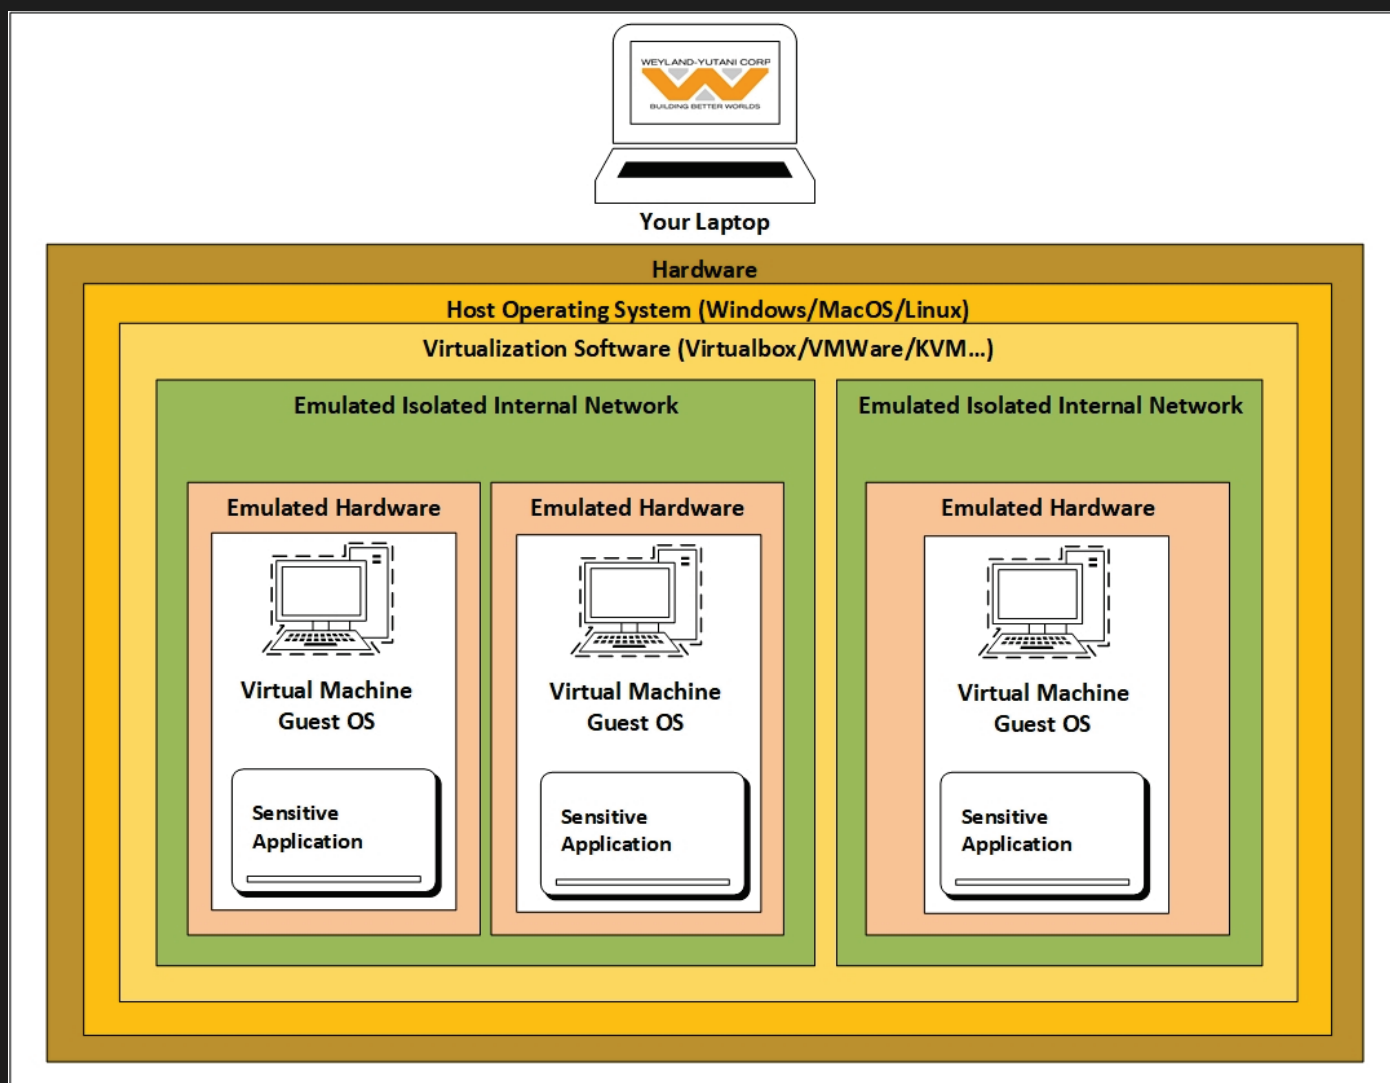 WEYLAND-YUTANI CORP
BUILDING BETTER WORLDS
Your Laptop
Hardware
Host Operating System (Windows/MacOS/Linux)
Virtualization Software (Virtualbox/VMWare/KVM...)
Emulated Isolated Internal Network
Emulated Hardware
Virtual Machine
Guest OS
Sensitive
Application
Emulated Hardware
Virtual Machine
Guest OS
Sensitive
Application
Emulated Isolated Internal Network
Emulated Hardware
Virtual Machine
Guest OS
Sensitive
Application